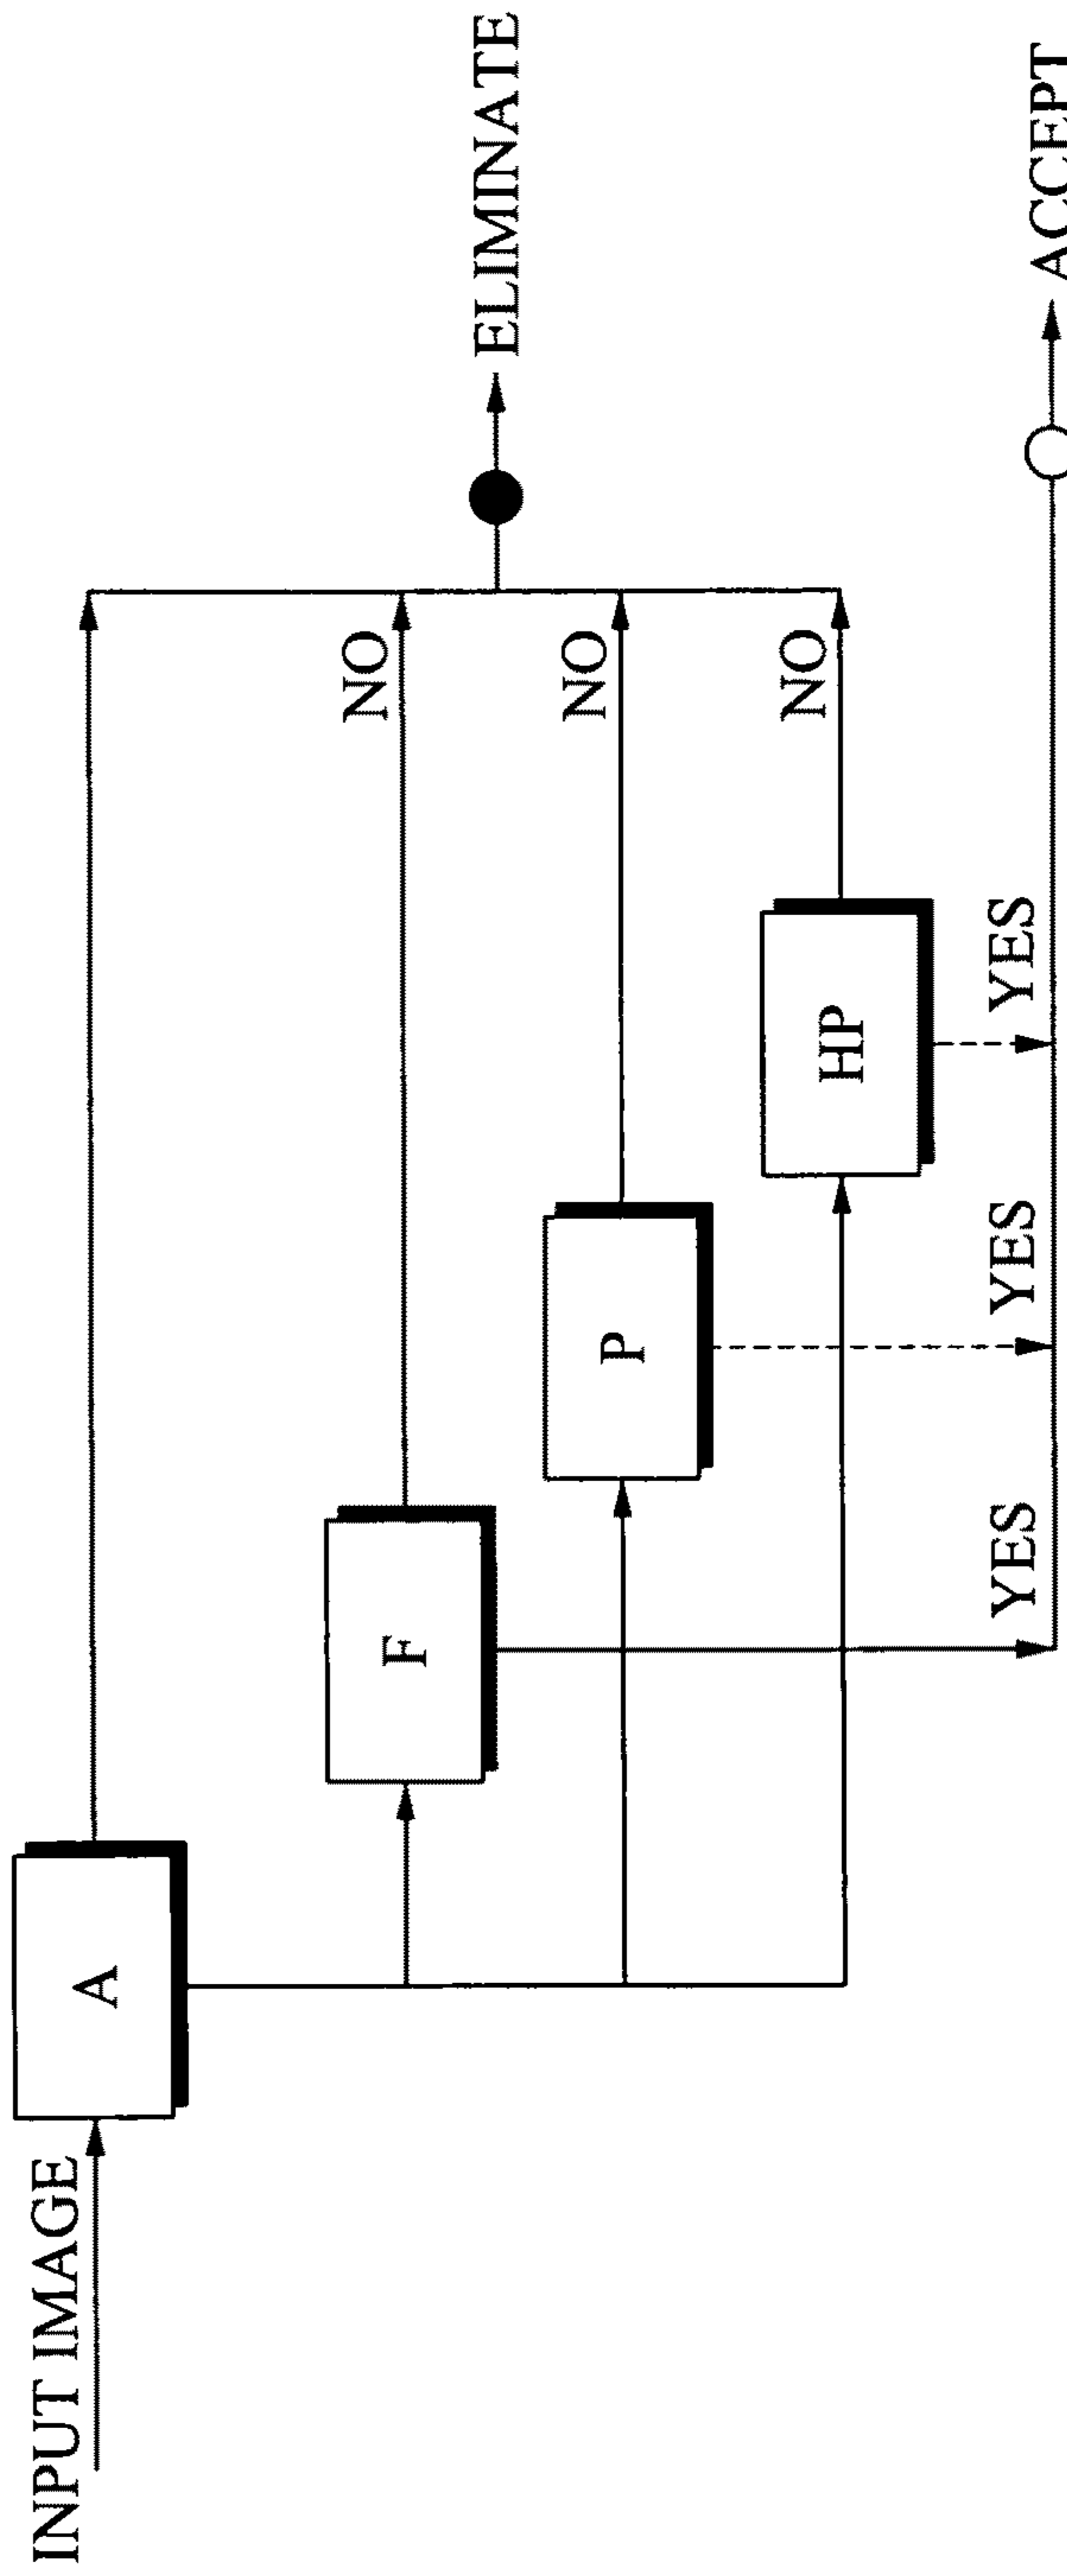 INPUT IMAGE
A
F
NO
P
NO
HP
NO
ELIMINATE
YES
YES
YES
ACCEPT